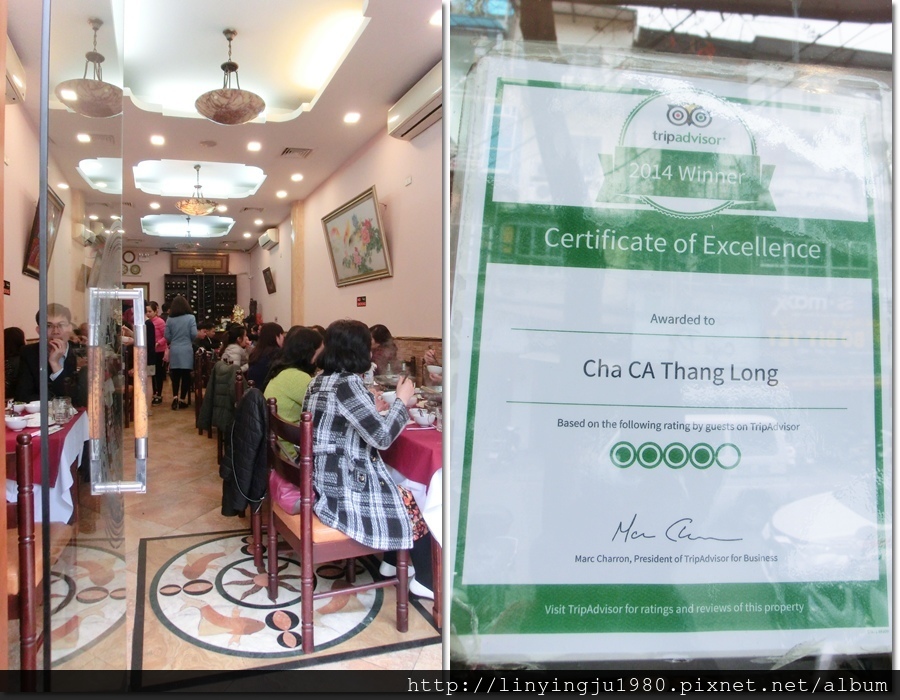 tripadvisor
2014 Winner
Certificate of Excellence
Awarded to
Cha CA Thang Long
Based on the following rating by guests on TripAdvisor
Marc Charron, President of TripAdvisor for Business
Visit TripAdvisor for ratings and reviews of this property
http://linyingju1980.pixnet.net/album